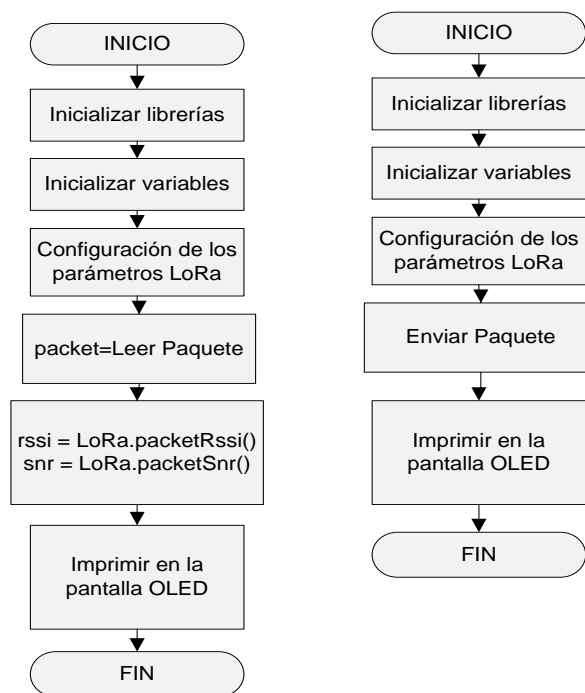 INICIO
Inicializar librerías
Inicializar variables
Configuración de los
parámetros LoRa
packet=Leer Paquete
rssi = LoRa.packetRssi()
snr = LoRa.packetSnr()
Imprimir en la
pantalla OLED
FIN
INICIO
Inicializar librerías
Inicializar variables
Configuración de los
parámetros LoRa
Enviar Paquete
Imprimir en la
pantalla OLED
FIN